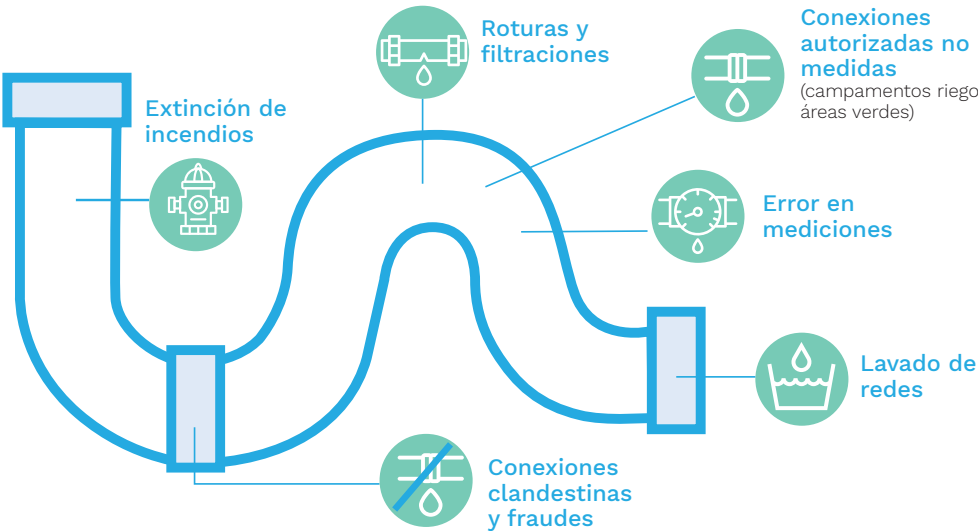 Roturas y
filtraciones
Conexiones
autorizadas no
medidas
(campamentos riego
áreas verdes)
Extinción de
incendios
Error en
mediciones
Lavado de
redes
Conexiones
clandestinas
y fraudes